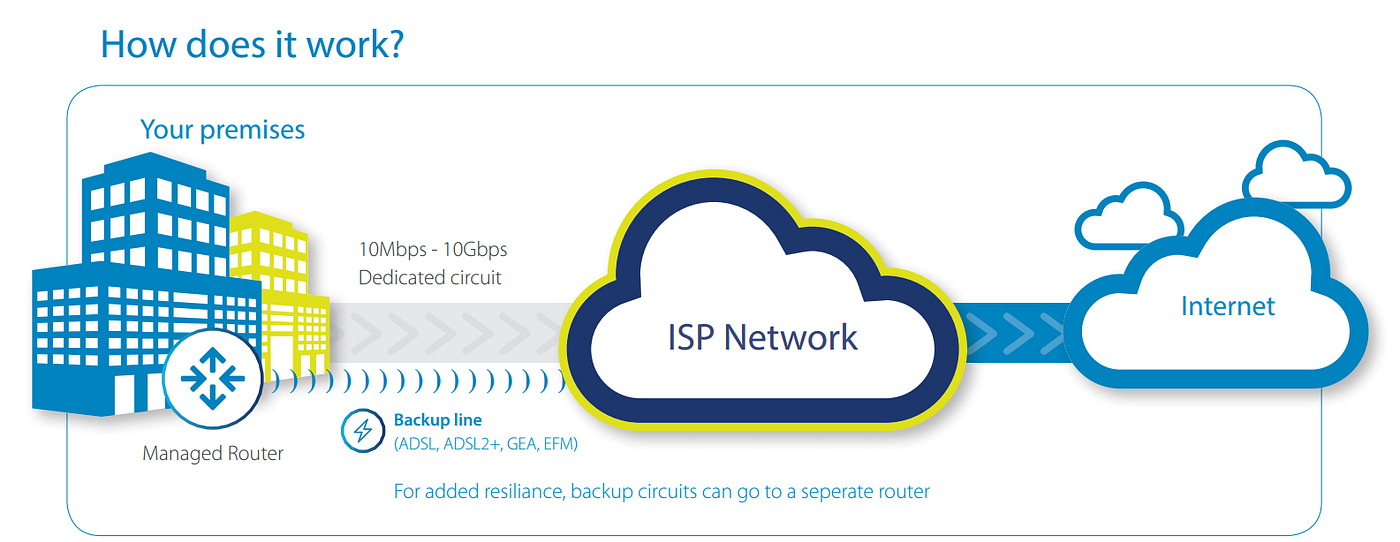 How does it work?
Your premises
10Mbps - 10Gbps
Dedicated circuit
ISP Network
Internet
Managed Router
Backup line
(ADSL, ADSL2+, GEA, EFM)
For added resiliance, backup circuits can go to a seperate router